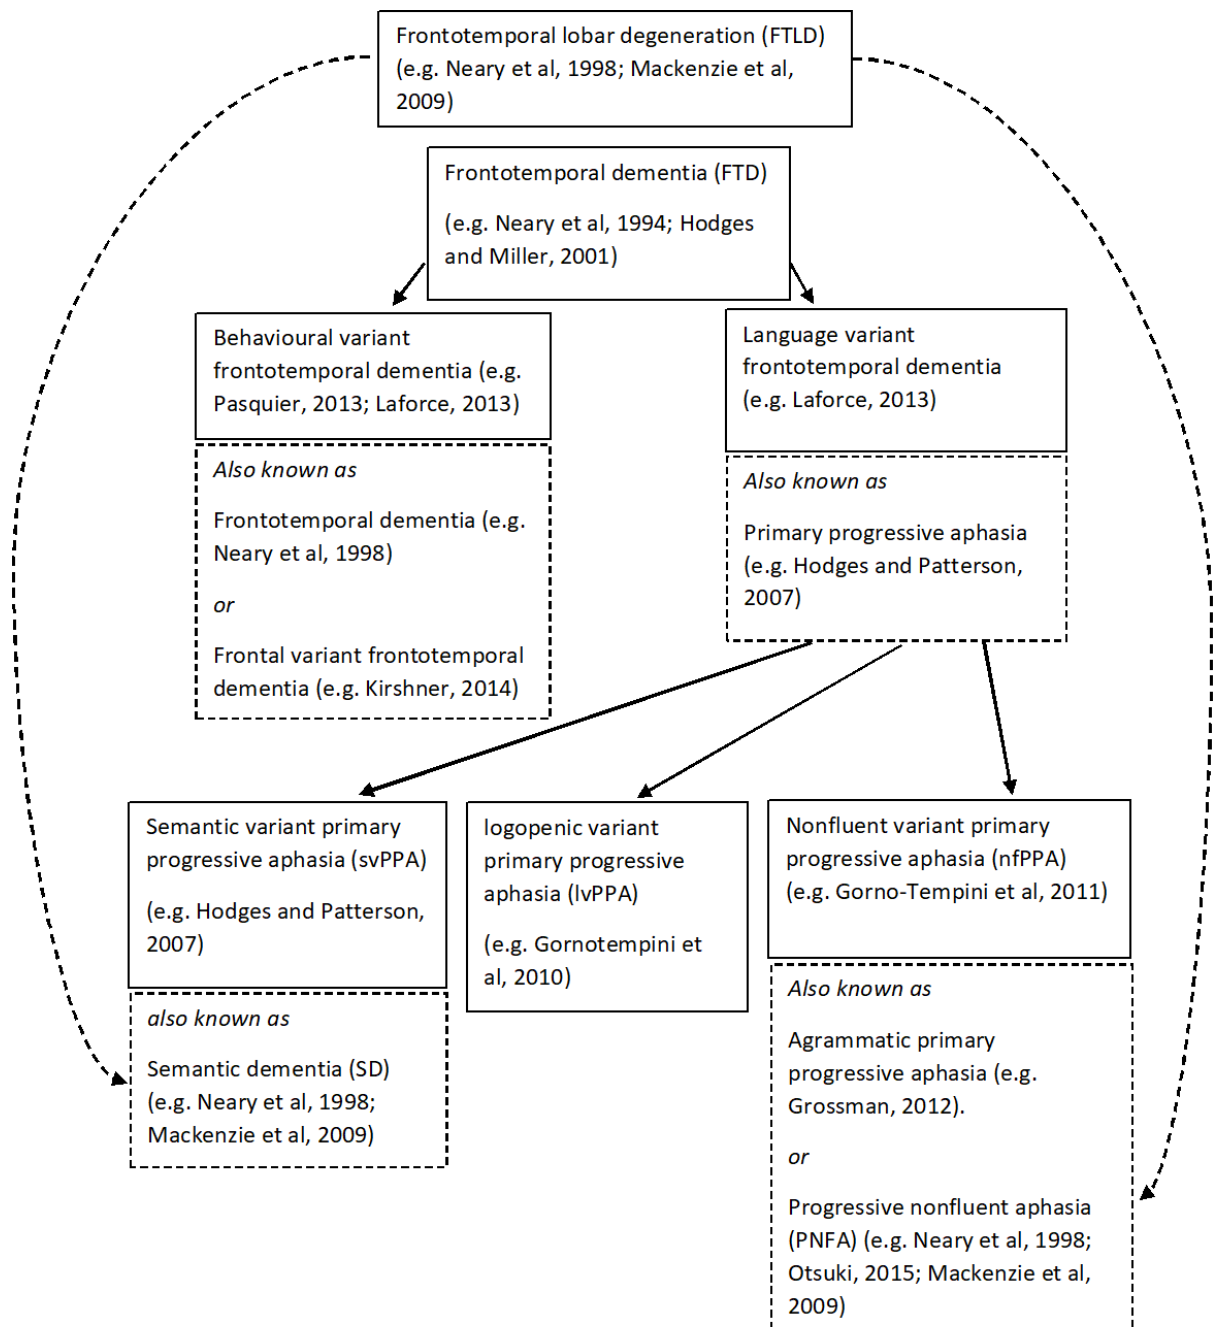 Frontotemporal lobar degeneration (FTLD)
(e.g. Neary et al, 1998; Mackenzie et al,
2009)
Frontotemporal dementia (FTD)
(e.g. Neary et al, 1994; Hodges
and Miller, 2001)
Behavioural variant
frontotemporal dementia (e.g.
Pasquier, 2013; Laforce, 2013)
Also known as
Frontotemporal dementia (e.g.
Neary et al, 1998)
or
Frontal variant frontotemporal
dementia (e.g. Kirshner, 2014)
Language variant
frontotemporal dementia
(e.g. Laforce, 2013)
Also known as
Primary progressive aphasia
(e.g. Hodges and Patterson,
2007)
Semantic variant primary
progressive aphasia (svPPA)
(e.g. Hodges and Patterson,
2007)
also known as
Semantic dementia (SD)
(e.g. Neary et al, 1998;
Mackenzie et al, 2009)
logopenic variant
primary progressive
aphasia (lvPPA)
(e.g. Gornotempini et
al, 2010)
Nonfluent variant primary
progressive aphasia (nfPPA)
(e.g. Gorno-Tempini et al, 2011)
Also known as
Agrammatic primary
progressive aphasia (e.g.
Grossman, 2012).
or
Progressive nonfluent aphasia
(PNFA) (e.g. Neary et al, 1998;
Otsuki, 2015; Mackenzie et al,
2009)